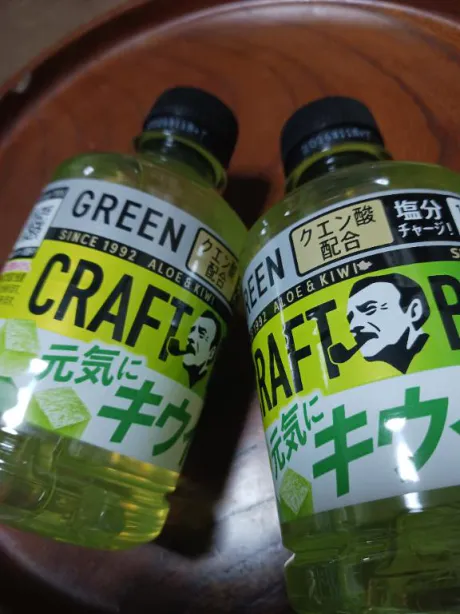 GREEN
クエン酸
配合
SINCE 1992 ALOE & KIWI
CRAFT
元気に
キウ
REEN
クエン酸
配合
塩分
チャージ!
1992 ALOE & KIWI
RAFT B
元気に
キウ